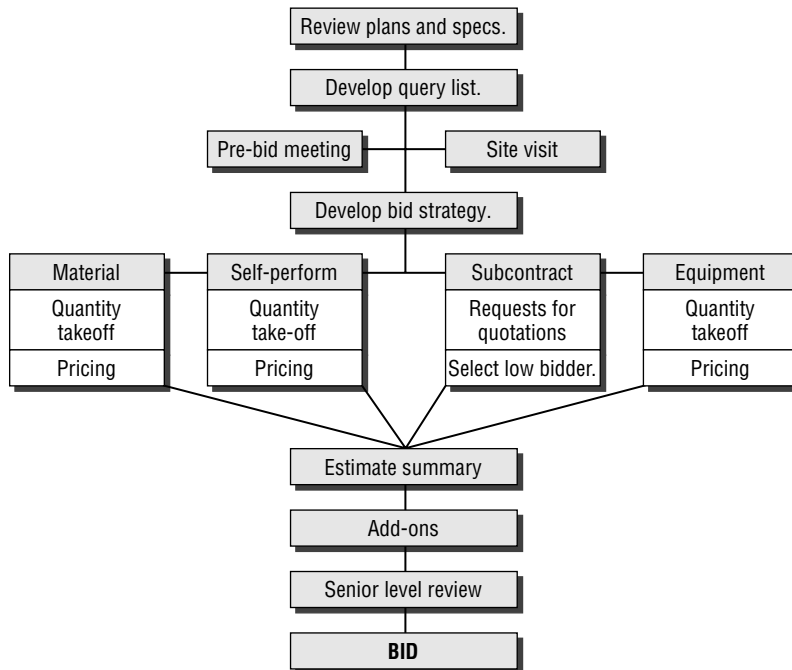 Review plans and specs.
Develop query list.
Pre-bid meeting
Site visit
Develop bid strategy.
Material
Self-perform
Subcontract
Equipment
Quantity
takeoff
Quantity
take-off
Requests for
quotations
Quantity
takeoff
Pricing
Pricing
Select low bidder.
Pricing
Estimate summary
Add-ons
Senior level review
BID